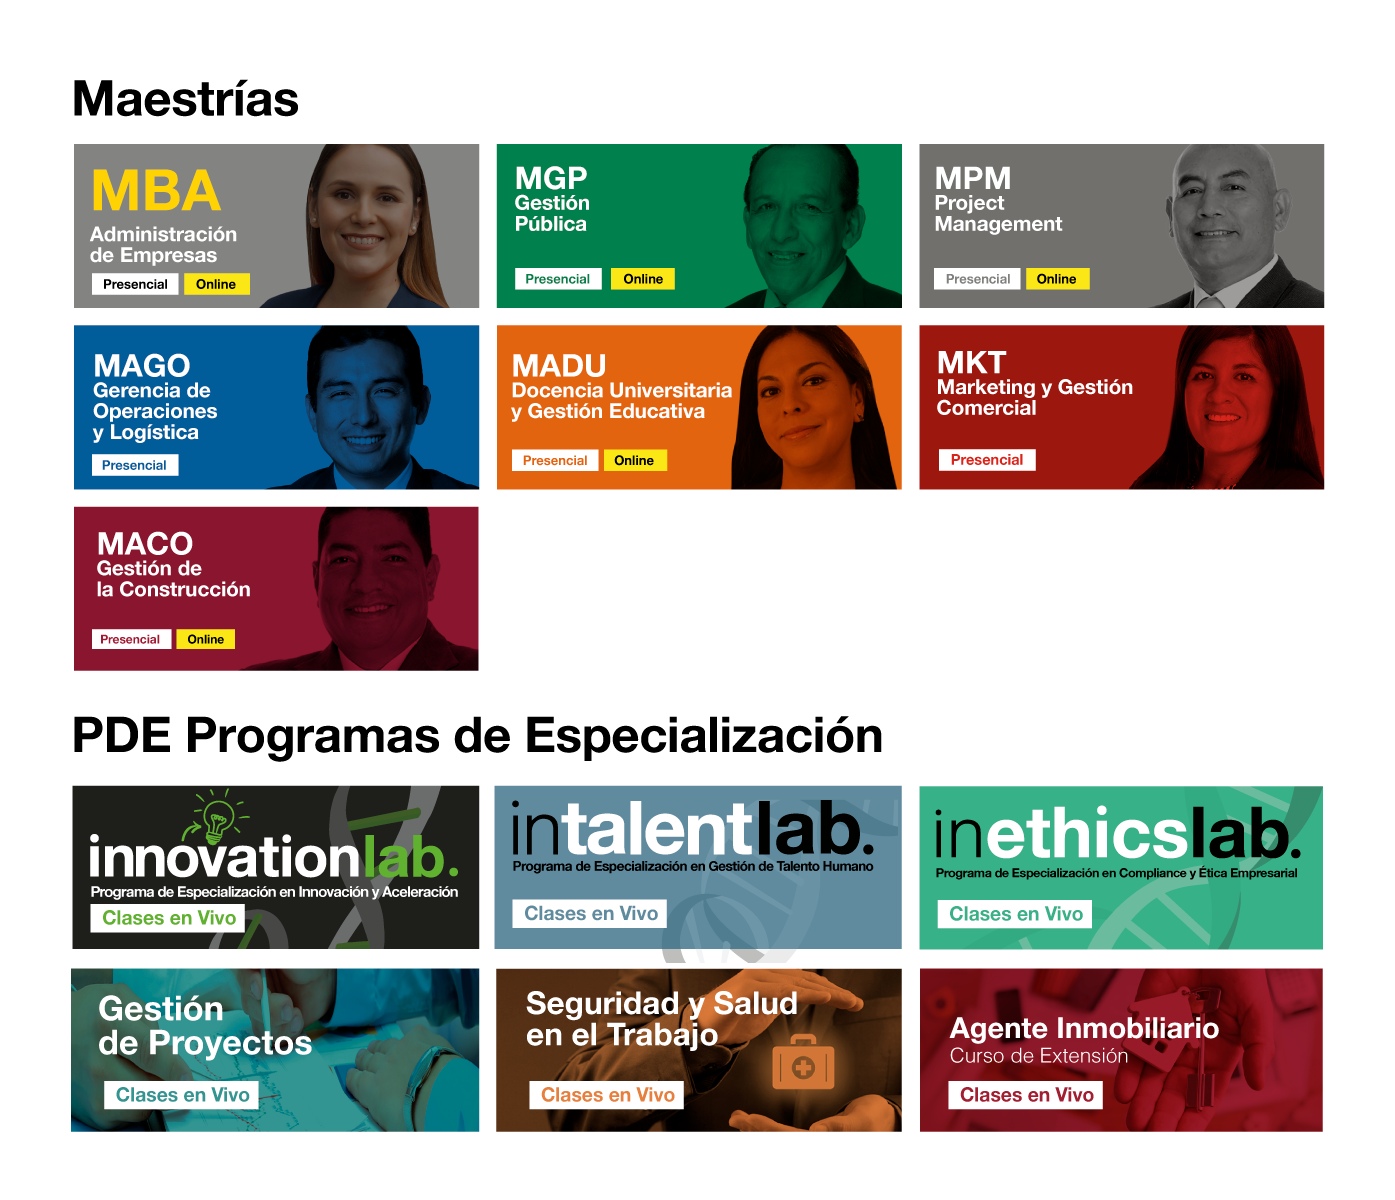 Maestrías
MBA
Administración
de Empresas
Presencial
Online
MGP
Gestión
Pública
Presencial
Online
MPM
Project
Management
Presencial
Online
MAGO
Gerencia de
Operaciones
y Logística
Presencial
MADU
Docencia Universitaria
y Gestión Educativa
Presencial
Online
MKT
Marketing y Gestión
Comercial
Presencial
MACO
Gestión de
la Construcción
Presencial
Online
PDE Programas de Especialización
innovationlab.
Programa de Especialización en Innovación y Aceleración
Clases en Vivo
intalentlab.
Programa de Especialización en Gestión de Talento Humano
Clases en Vivo
inethicslab.
Programa de Especialización en Compliance y Ética Empresarial
Clases en Vivo
Gestión
de Proyectos
Clases en Vivo
Seguridad y Salud
en el Trabajo
Clases en Vivo
Agente Inmobiliario
Curso de Extensión
Clases en Vivo